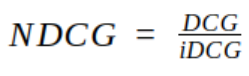 NDCG = DCG / iDCG